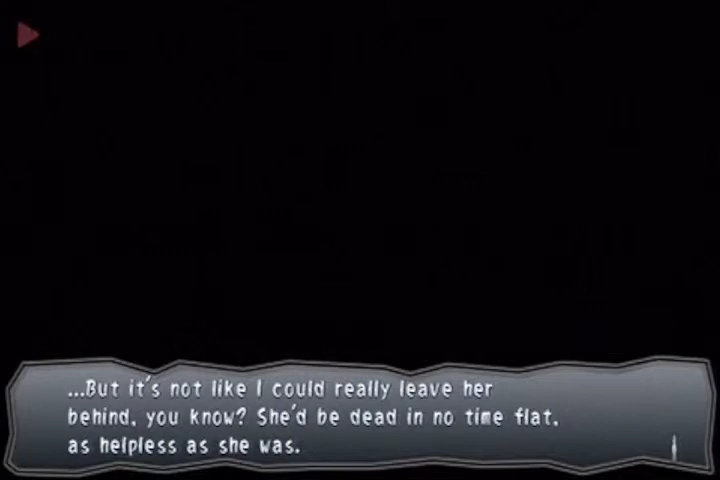 ...But it's not like I could really leave her
behind, you know? She'd be dead in no time flat,
as helpless as she was.